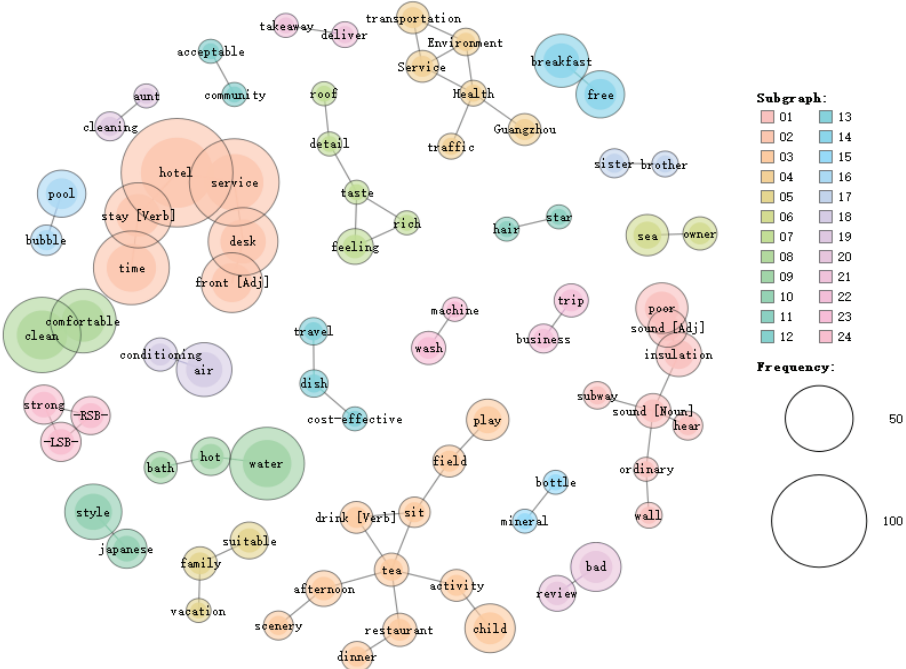 takeaway
deliver
transportation
Environment
Service
Health
Guangzhou
traffic
acceptable
community
breakfast
free
aunt
cleaning
roof
detail
taste
rich
feeling
hotel
service
stay [Verb]
time
desk
front [Adj]
sister
brother
pool
bubble
hair
star
sea
owner
comfortable
clean
conditioning
air
machine
wash
trip
business
poor
sound [Adj]
insulation
subway
sound [Noun]
hear
ordinary
wall
travel
dish
cost-effective
strong
-RSB-
-LSB-
bath
hot
water
play
field
sit
drink [Verb]
tea
afternoon
activity
scenery
restaurant
child
dinner
bottle
mineral
style
japanese
suitable
family
vacation
bad
review
Subgraph:
01 13
02 14
03 15
04 16
05 17
06 18
07 19
08 20
09 21
10 22
11 23
12 24
Frequency:
50
100